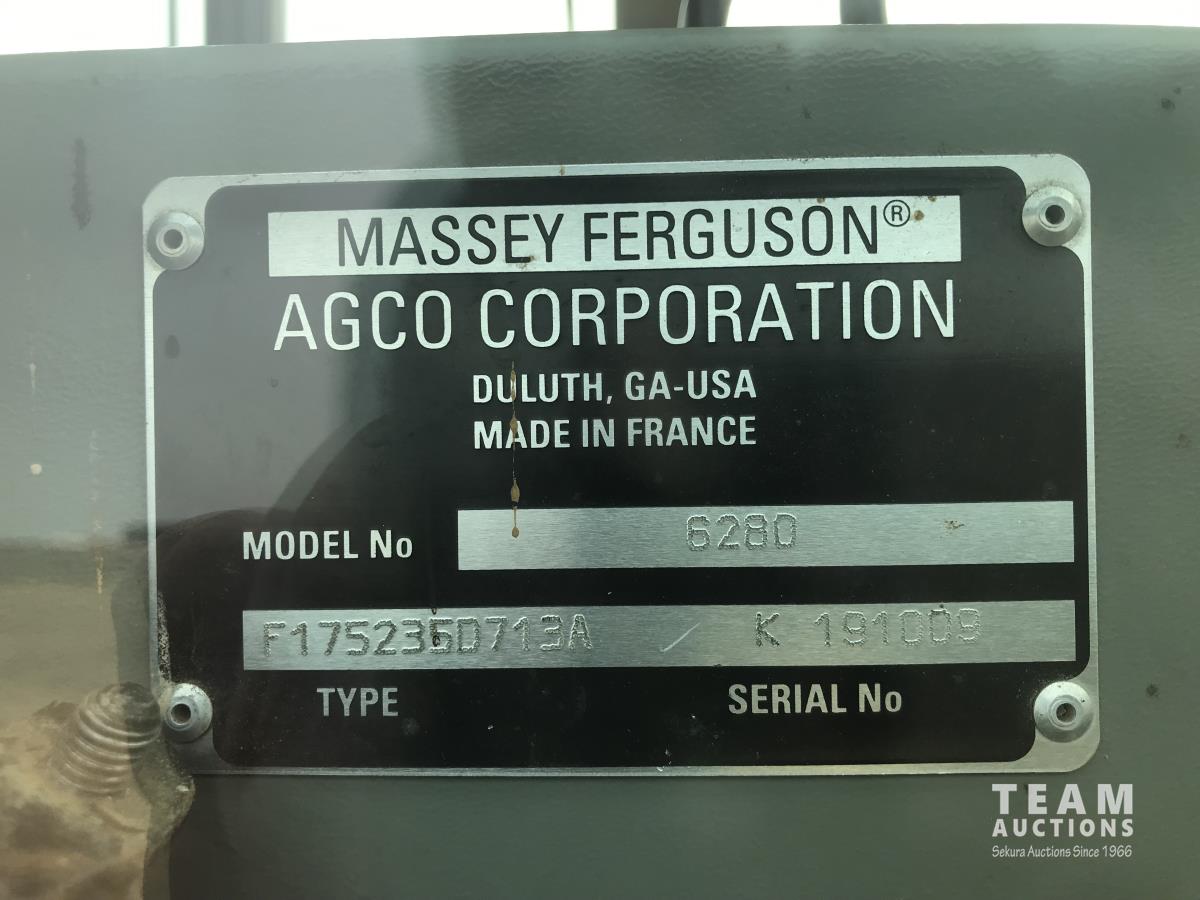 MASSEY FERGUSON®
AGCO CORPORATION
DULUTH, GA-USA
MADE IN FRANCE
MODEL No 6280
F175236D713A K 191009
TYPE SERIAL No
TEAM
AUCTIONS
Sekura Auctions Since 1966